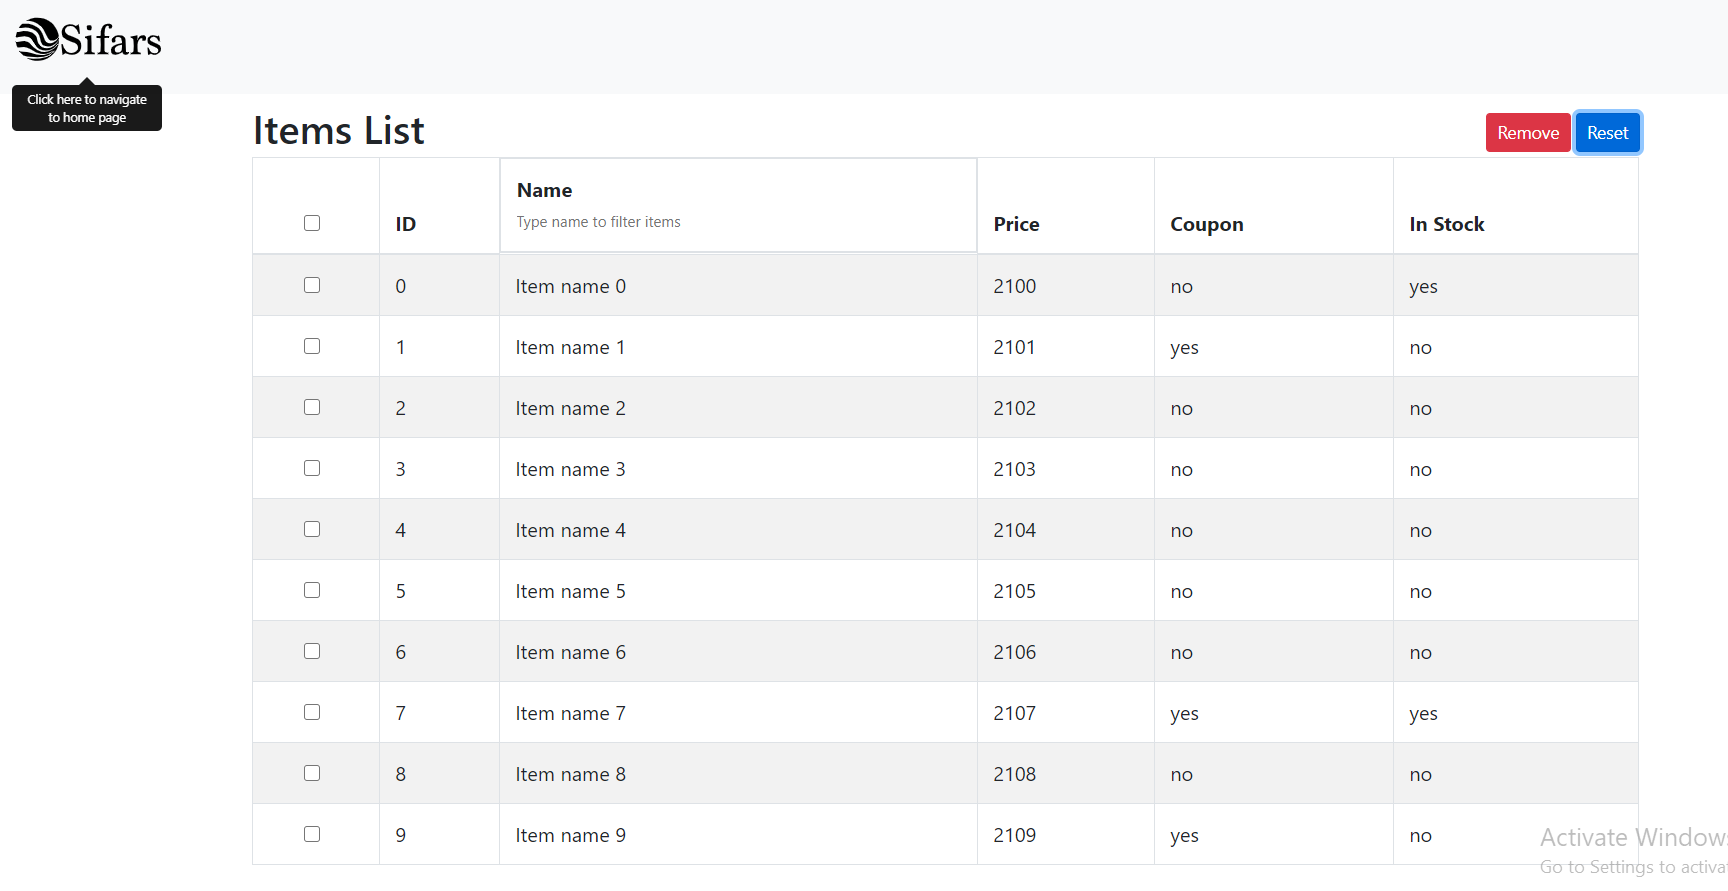 Sifars
Click here to navigate
to home page
Items List
Remove Reset
Name
Type name to filter items
ID Price Coupon In Stock
0 Item name 0 2100 no yes
1 Item name 1 2101 yes no
2 Item name 2 2102 no no
3 Item name 3 2103 no no
4 Item name 4 2104 no no
5 Item name 5 2105 no no
6 Item name 6 2106 no no
7 Item name 7 2107 yes yes
8 Item name 8 2108 no no
9 Item name 9 2109 yes no
Activate Windows
Go to Settings to activa